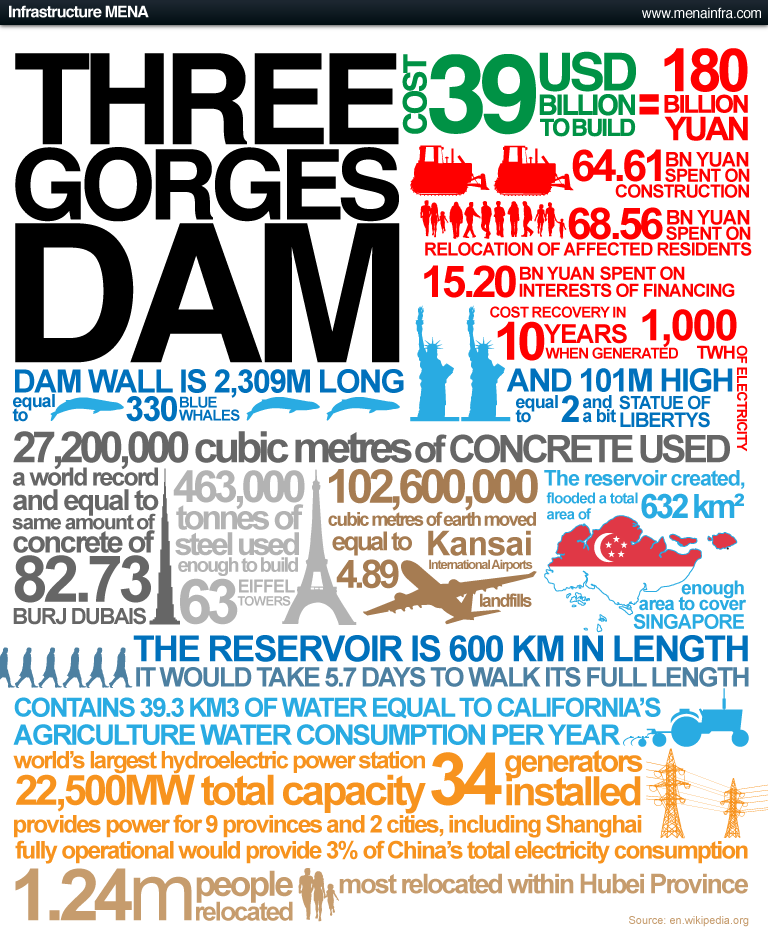 Infrastructure MENA
www.menainfra.com
THREE
GORGES
DAM
COST
39
USD
BILLION
TO BUILD
=
180
BILLION
YUAN
64.61 BN YUAN
SPENT ON
CONSTRUCTION
68.56 BN YUAN
SPENT ON
RELOCATION OF AFFECTED RESIDENTS
15.20 BN YUAN SPENT ON
INTERESTS OF FINANCING
COST RECOVERY IN
10 YEARS
WHEN GENERATED
1,000
TWH
OF ELECTRICITY
DAM WALL IS 2,309M LONG
equal
to
330 BLUE
WHALES
AND 101M HIGH
equal
to
2 and
a bit
STATUE OF
LIBERTYS
27,200,000 cubic metres of CONCRETE USED
a world record
and equal to
same amount of
concrete of
82.73
BURJ DUBAIS
463,000
tonnes of
steel used
enough to build
63 EIFFEL
TOWERS
102,600,000
cubic metres of earth moved
equal to Kansai
International Airports
4.89
landfills
The reservoir created,
flooded a total
area of
632 km²
enough
area to cover
SINGAPORE
THE RESERVOIR IS 600 KM IN LENGTH
IT WOULD TAKE 5.7 DAYS TO WALK ITS FULL LENGTH
CONTAINS 39.3 KM3 OF WATER EQUAL TO CALIFORNIA'S
AGRICULTURE WATER CONSUMPTION PER YEAR
world's largest hydroelectric power station
22,500MW total capacity
34 generators
installed
provides power for 9 provinces and 2 cities, including Shanghai
fully operational would provide 3% of China's total electricity consumption
1.24m people
relocated
most relocated within Hubei Province
Source: en.wikipedia.org